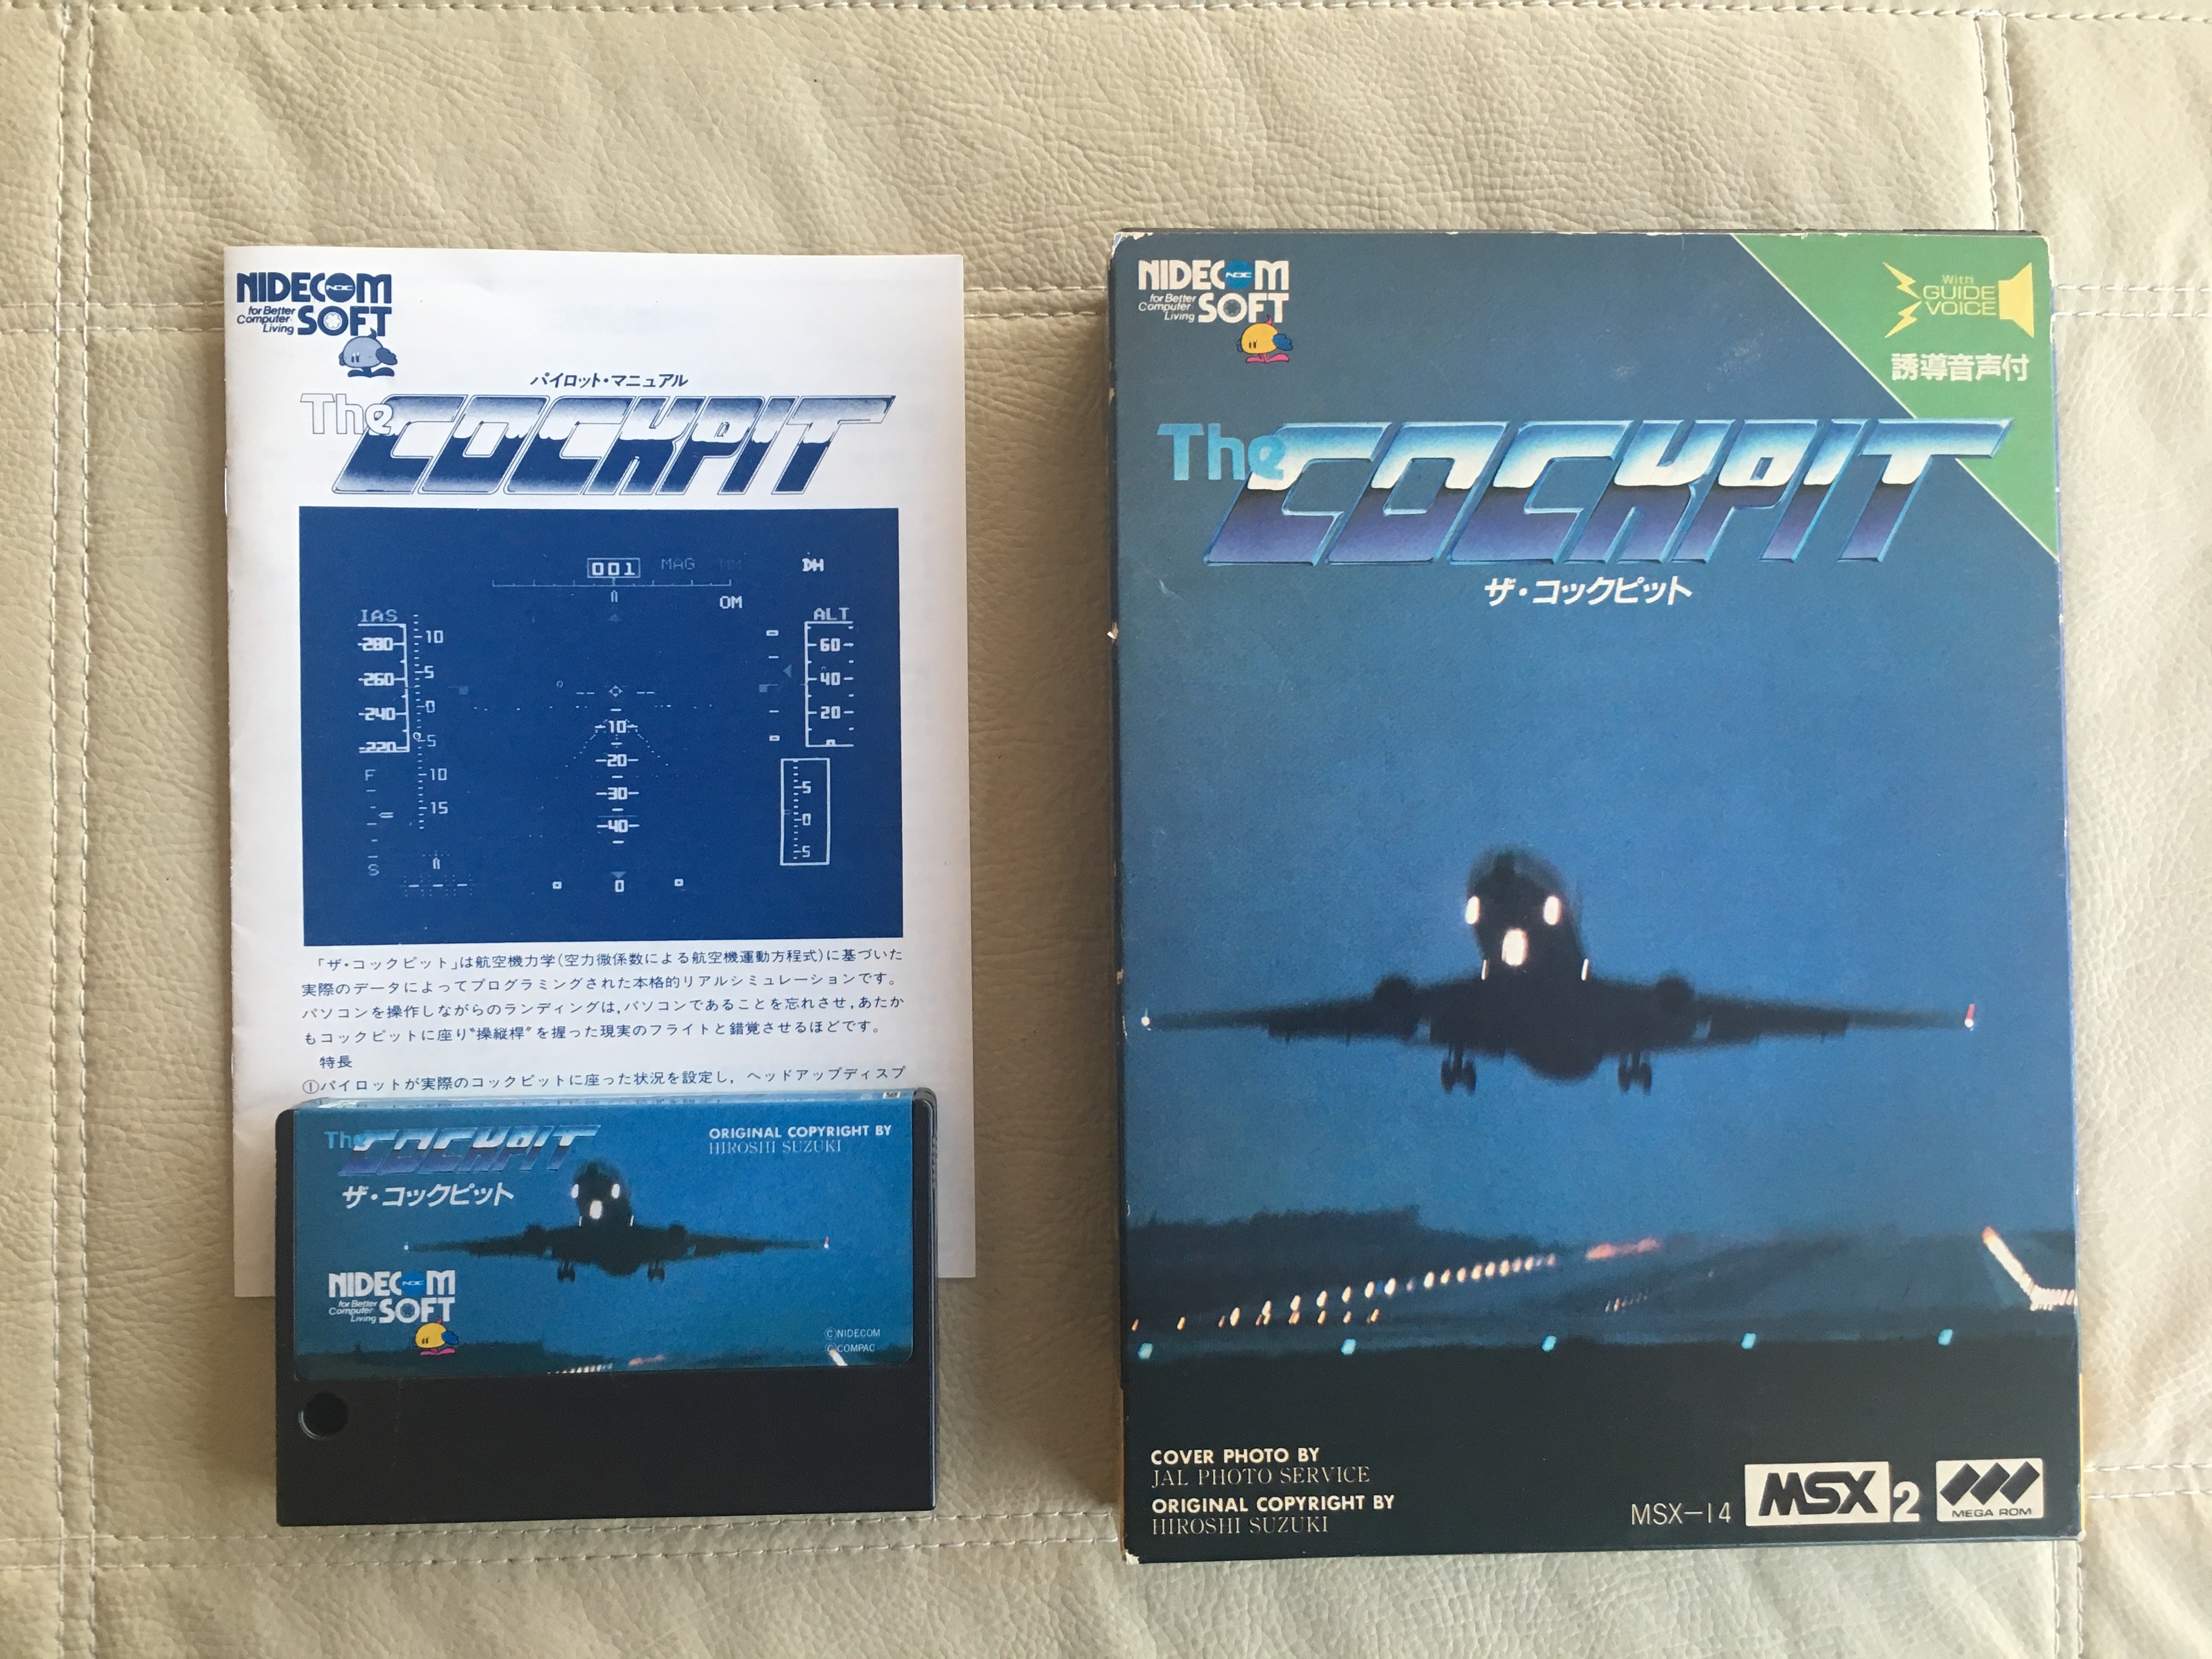 NIDECOM
NDC
for Better
Computer
Living
SOFT
パイロット・マニュアル
The COCKPIT
001
MAG
MM
DH
OM
IAS
ALT
280
260
240
220
10
5
0
5
10
15
F
S
10
20
30
40
0
60
40
20
0
5
0
5
「ザ・コックピット」は航空機力学(空力微係数による航空機運動方程式)に基づいた
実際のデータによってプログラミングされた本格的リアルシミュレーションです。
パソコンを操作しながらのランディングは,パソコンであることを忘れさせ,あたか
もコックピットに座り〝操縦桿〟を握った現実のフライトと錯覚させるほどです。
特長
①パイロットが実際のコックピットに座った状況を設定し,ヘッドアップディスプ
The COCKPIT
ORIGINAL COPYRIGHT BY
HIROSHI SUZUKI
ザ・コックピット
NIDECOM
NDC
for Better
Computer
Living
SOFT
ⒸNIDECOM
ⒸCOMPAC
NIDECOM
NDC
for Better
Computer
Living
SOFT
With
GUIDE
VOICE
誘導音声付
The COCKPIT
ザ・コックピット
COVER PHOTO BY
JAL PHOTO SERVICE
ORIGINAL COPYRIGHT BY
HIROSHI SUZUKI
MSX-14
MSX 2
MEGA ROM